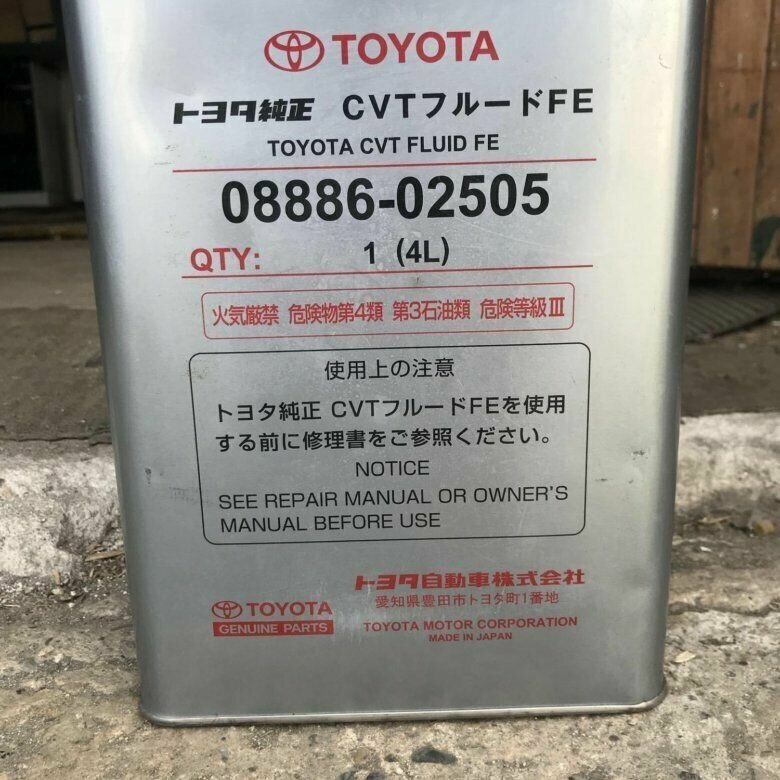 TOYOTA
トヨタ純正 CVTフルードFE
TOYOTA CVT FLUID FE
08886-02505
QTY: 1 (4L)
火気厳禁 危険物第4類 第3石油類 危険等級Ⅲ
使用上の注意
トヨタ純正 CVTフルードFEを使用
する前に修理書をご参照ください。
NOTICE
SEE REPAIR MANUAL OR OWNER'S
MANUAL BEFORE USE
TOYOTA
GENUINE PARTS
トヨタ自動車株式会社
愛知県豊田市トヨタ町1番地
TOYOTA MOTOR CORPORATION
MADE IN JAPAN